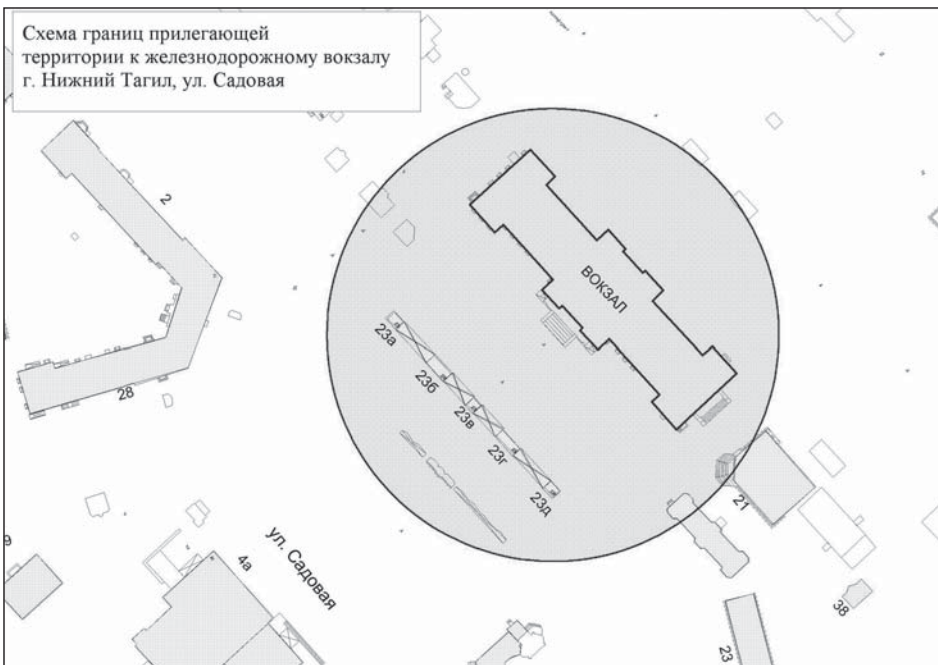 Схема границ прилегающей
территории к железнодорожному вокзалу
г. Нижний Тагил, ул. Садовая
2
ВОКЗАЛ
23а
23б
23в
23г
23д
28
21
ул. Садовая
4а
9
38
23